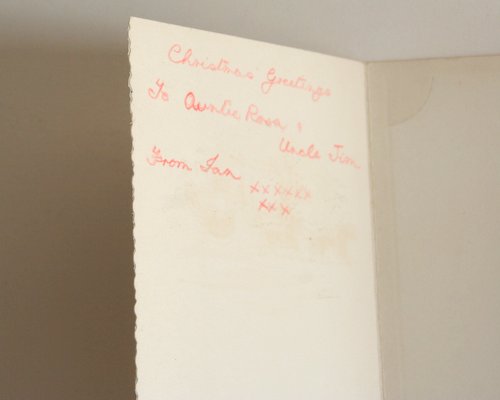 Christmas Greetings
To Auntie Rosa &
Uncle Jim
From Ian
xxxxxx
xxx